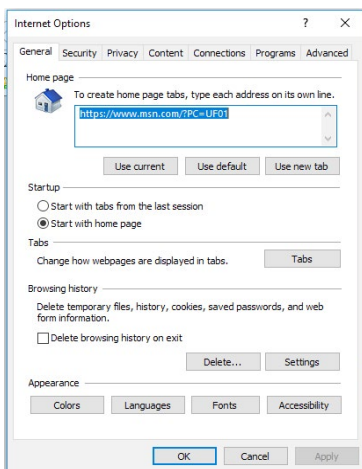 Internet Options
General Security Privacy Content Connections Programs Advanced
Home page
To create home page tabs, type each address on its own line.
https://www.msn.com/?PC=UF01
Use current Use default Use new tab
Startup
Start with tabs from the last session
Start with home page
Tabs
Change how webpages are displayed in tabs. Tabs
Browsing history
Delete temporary files, history, cookies, saved passwords, and web
form information.
Delete browsing history on exit
Delete... Settings
Appearance
Colors Languages Fonts Accessibility
OK Cancel Apply